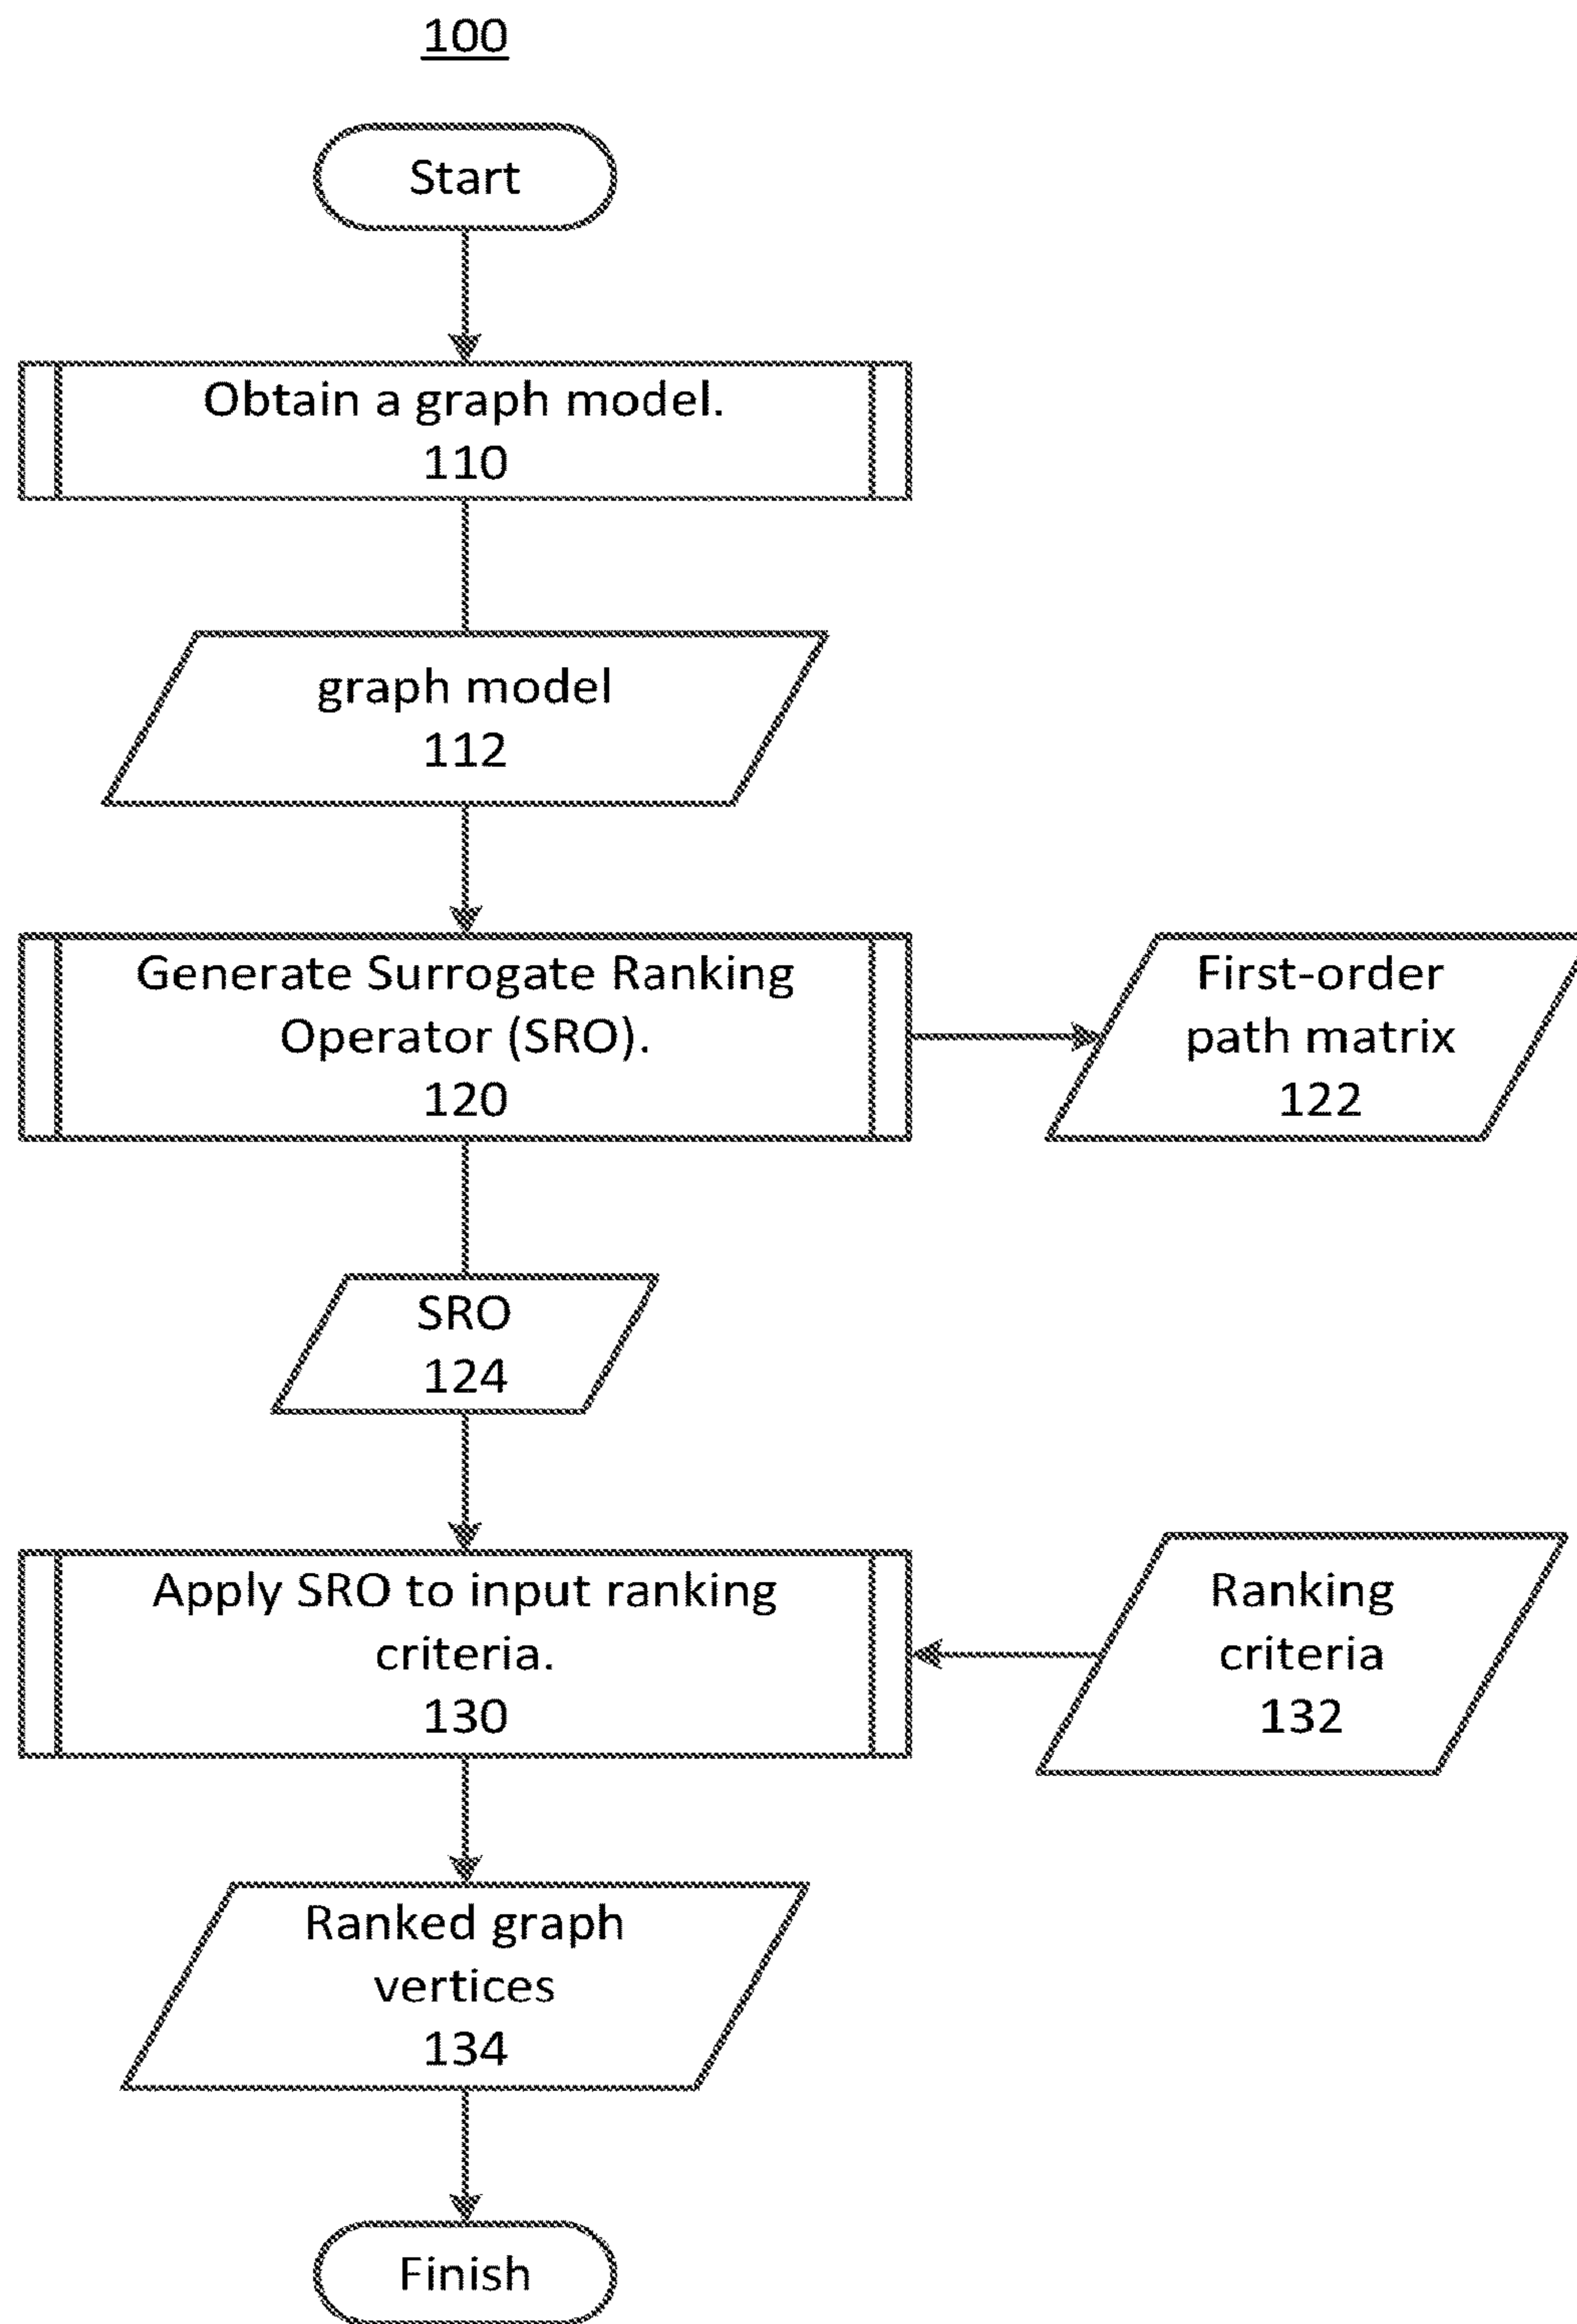 100
Start
Obtain a graph model.
110
graph model
112
Generate Surrogate Ranking
Operator (SRO).
120
First-order
path matrix
122
SRO
124
Apply SRO to input ranking
criteria.
130
Ranking
criteria
132
Ranked graph
vertices
134
Finish